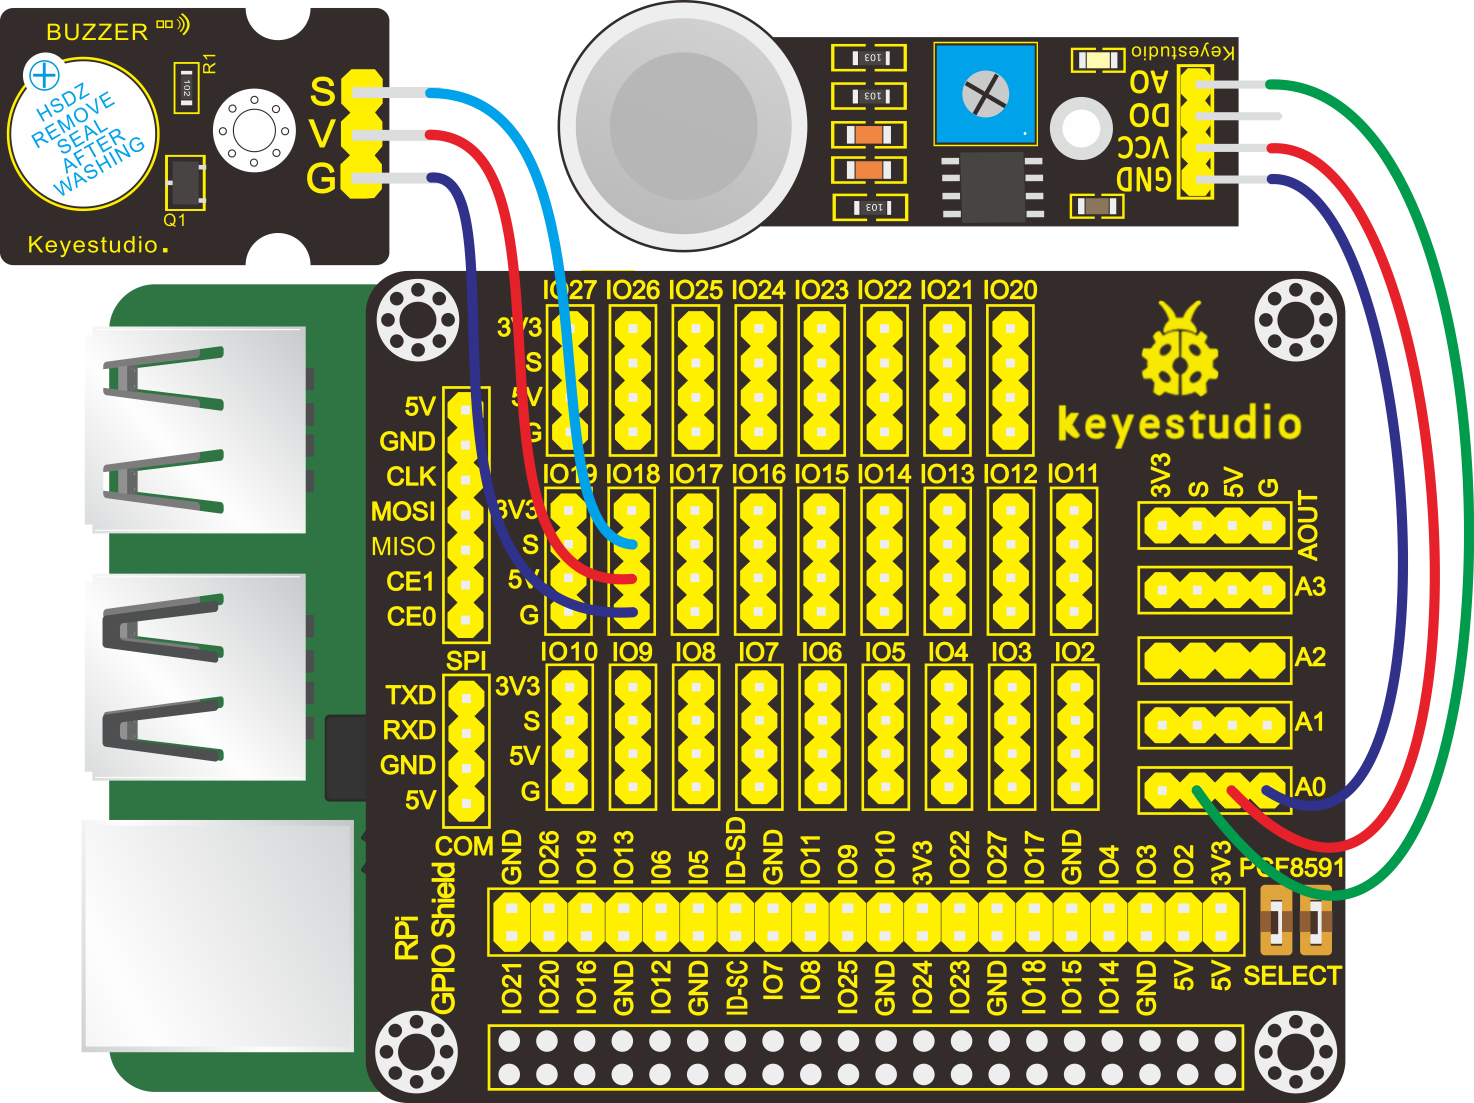 BUZZER
R1
102
HSDZ
REMOVE
SEAL
AFTER
WASHING
Q1
Keyestudio.
S
V
G
103
103
103
Keyestudio
AO
DO
VCC
GND
IO27 IO26 IO25 IO24 IO23 IO22 IO21 IO20
3V3
S
5V
G
keyestudio
5V
GND
CLK
MOSI
MISO
CE1
CE0
SPI
IO19 IO18 IO17 IO16 IO15 IO14 IO13 IO12 IO11
3V3
S
5V
G
3V3 S 5V G
AOUT
A3
A2
A1
A0
TXD
RXD
GND
5V
COM
IO10 IO9 IO8 IO7 IO6 IO5 IO4 IO3 IO2
3V3
S
5V
G
GND IO26 IO19 IO13 I06 I05 ID-SD GND IO11 IO9 IO10 3V3 IO22 IO27 IO17 GND IO4 IO3 IO2 3V3
PCF8591
RPi
GPIO Shield
IO21 IO20 IO16 GND IO12 GND ID-SC IO7 IO8 IO25 GND IO24 IO23 GND IO18 IO15 IO14 GND 5V 5V
SELECT